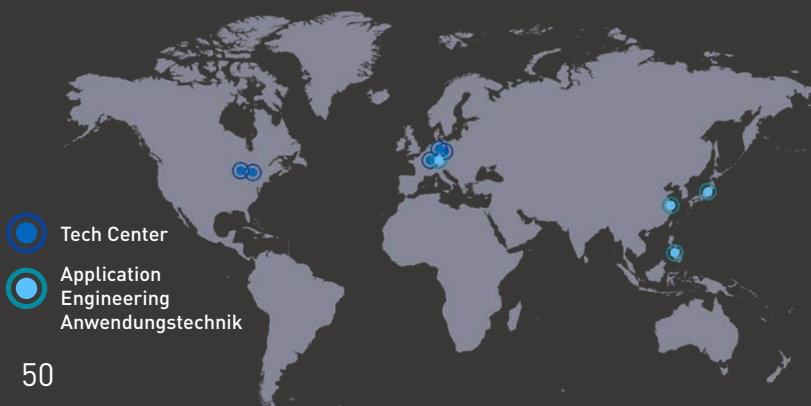 Tech Center
Application
Engineering
Anwendungstechnik
50